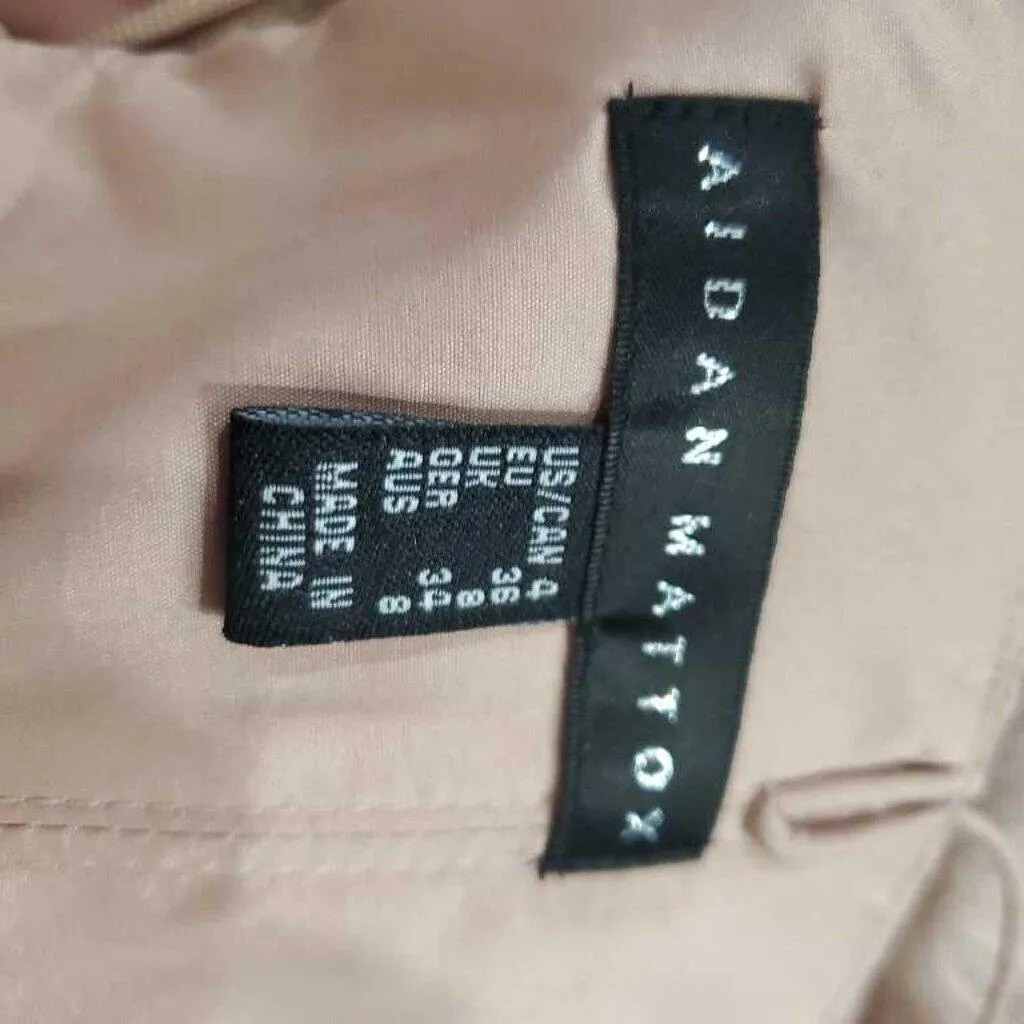 AIDAN MATTOX
US/CAN 4
EU 36
UK 8
GER 34
AUS 8
MADE IN
CHINA